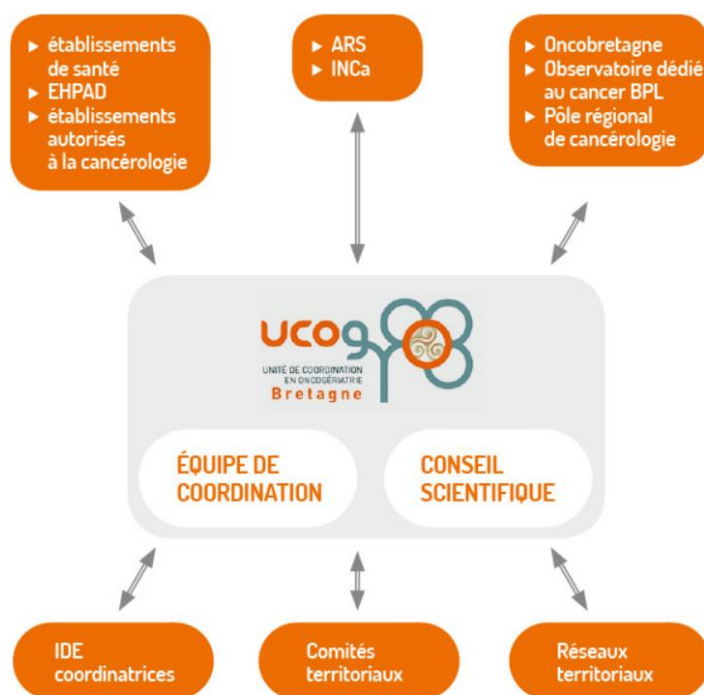 ► établissements
de santé
► EHPAD
► établissements
autorisés
à la cancérologie
► ARS
► INCa
► Oncobretagne
► Observatoire dédié
au cancer BPL
► Pôle régional
de cancérologie
ucog
UNITÉ DE COORDINATION
EN ONCOGÉRIATRIE
Bretagne
ÉQUIPE DE
COORDINATION
CONSEIL
SCIENTIFIQUE
IDE
coordinatrices
Comités
territoriaux
Réseaux
territoriaux